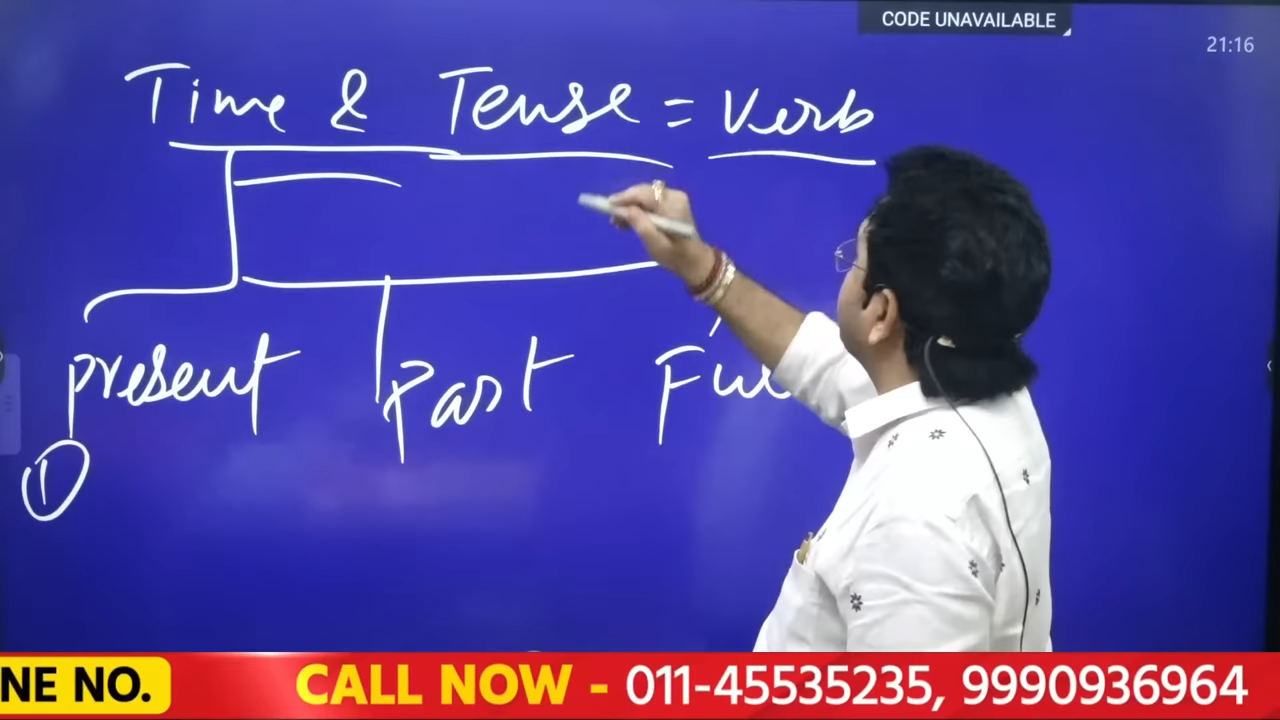 CODE UNAVAILABLE
21:16
Time & Tense = Verb
present Past
①
NE NO. CALL NOW - 011-45535235, 9990936964